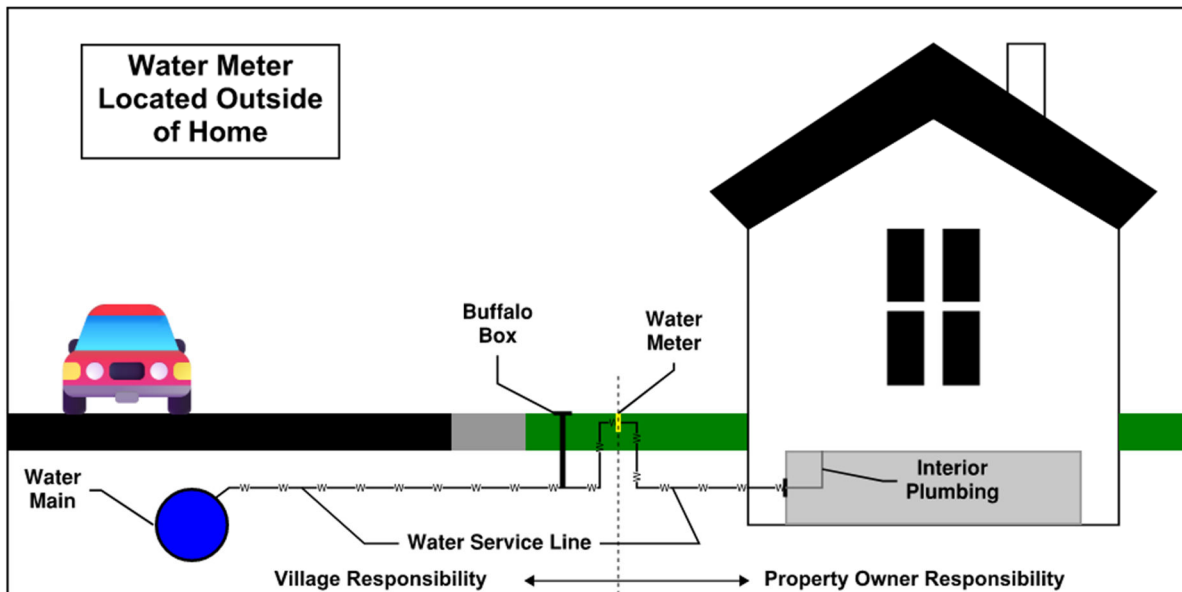 Water Meter
Located Outside
of Home
Buffalo
Box
Water
Meter
Water
Main
Interior
Plumbing
Water Service Line
Village Responsibility
Property Owner Responsibility